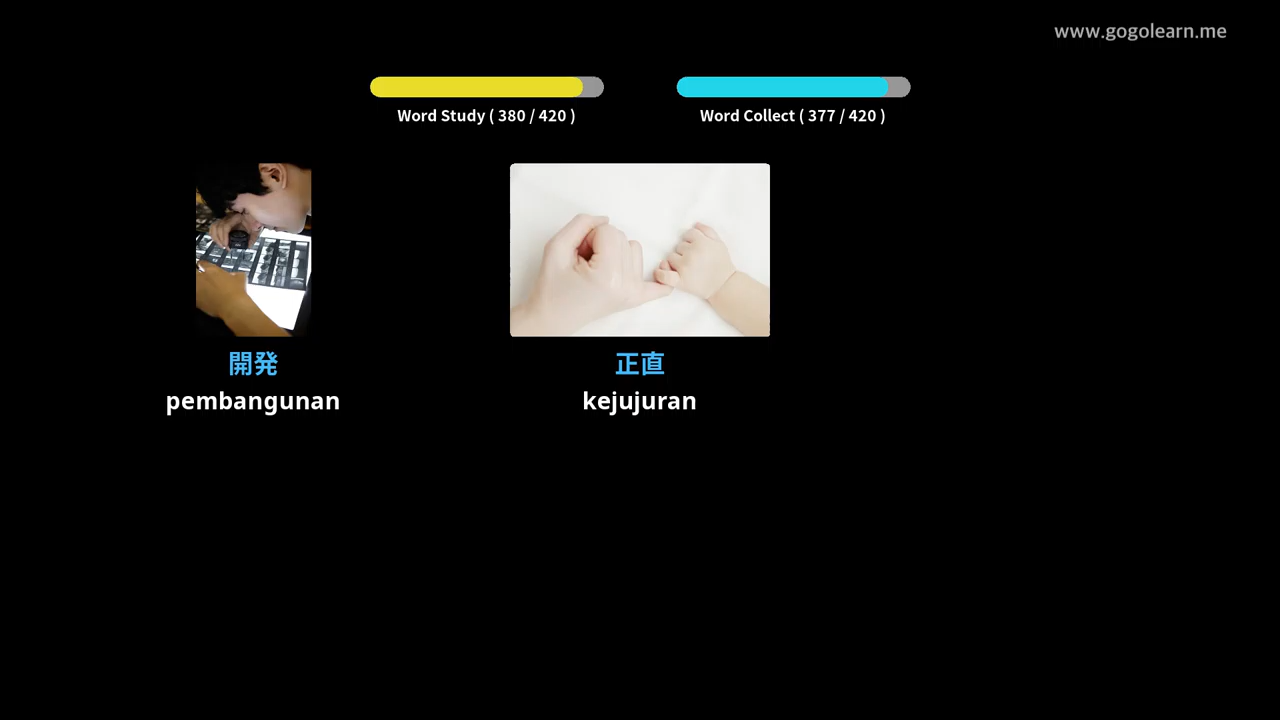 www.gogolearn.me
Word Study ( 380 / 420 )
Word Collect ( 377 / 420 )
開発
pembangunan
正直
kejujuran